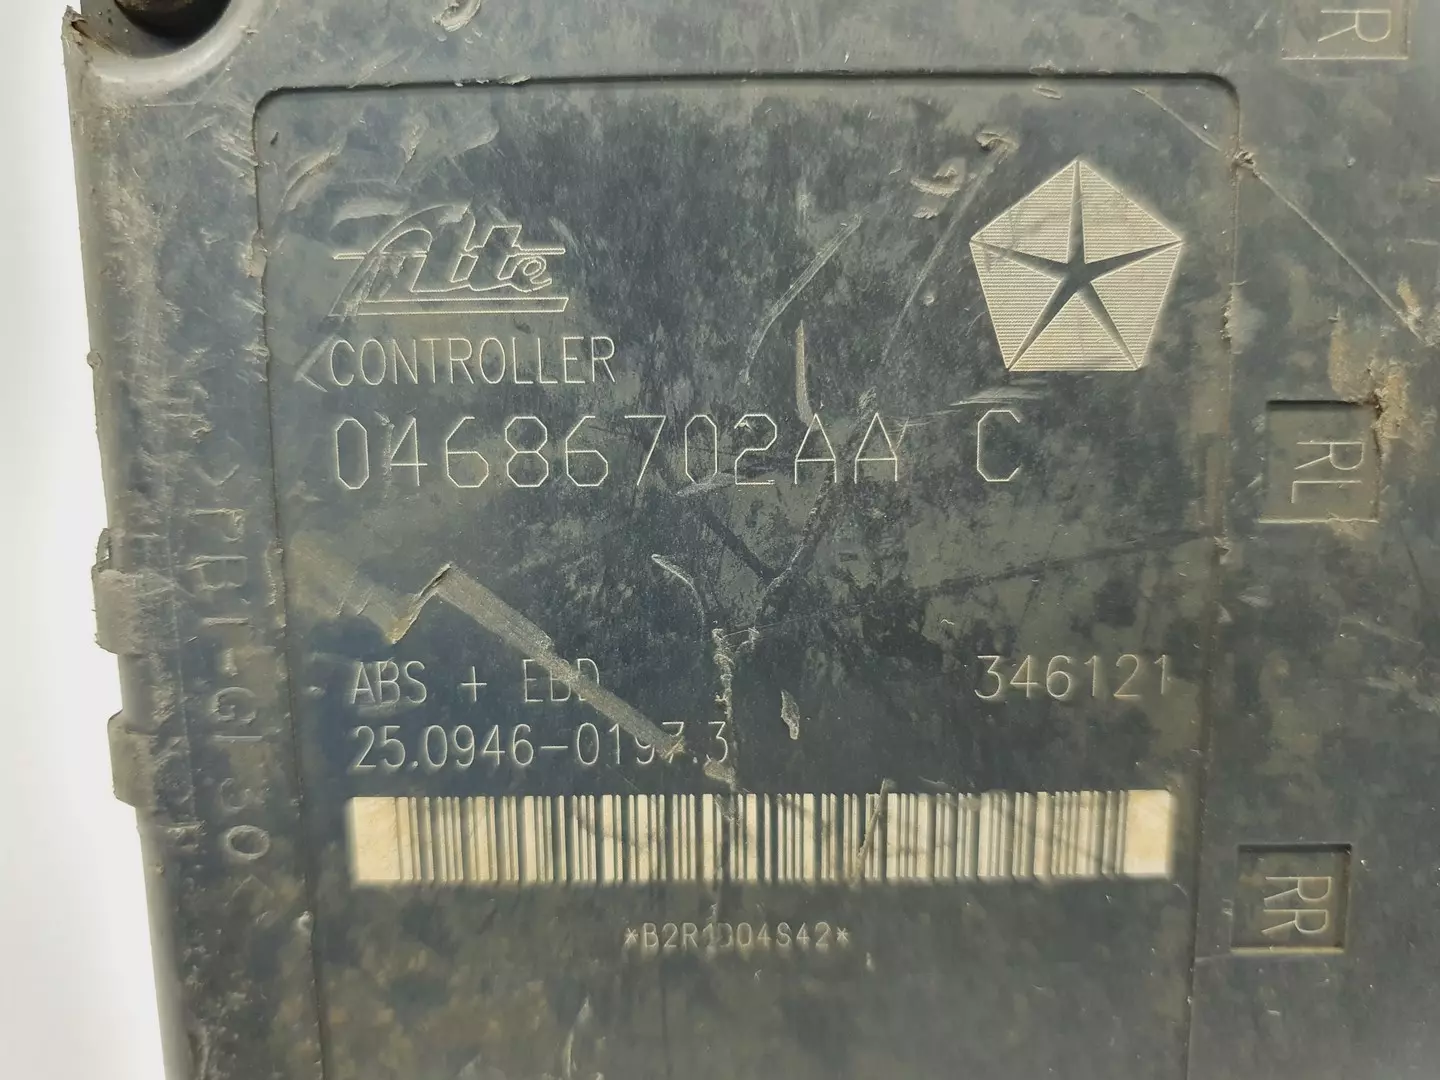 Ate
CONTROLLER
04686702AA C
ABS + EBD 346121
25.0946-0197.3
*B2R1004S42*
RL
RR